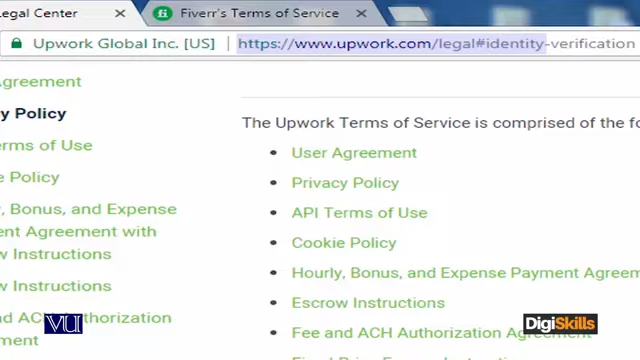 egal Center
Fiverr's Terms of Service
Upwork Global Inc. [US]
https://www.upwork.com/legal#identity-verification
greement
y Policy
The Upwork Terms of Service is comprised of the fo
rms of Use
User Agreement
e Policy
Privacy Policy
, Bonus, and Expense
ent Agreement with
w Instructions
API Terms of Use
Cookie Policy
Hourly, Bonus, and Expense Payment Agreem
w Instructions
Escrow Instructions
nd ACH Authorization
ment
Fee and ACH Authorization Agreement
VU
DigiSkills